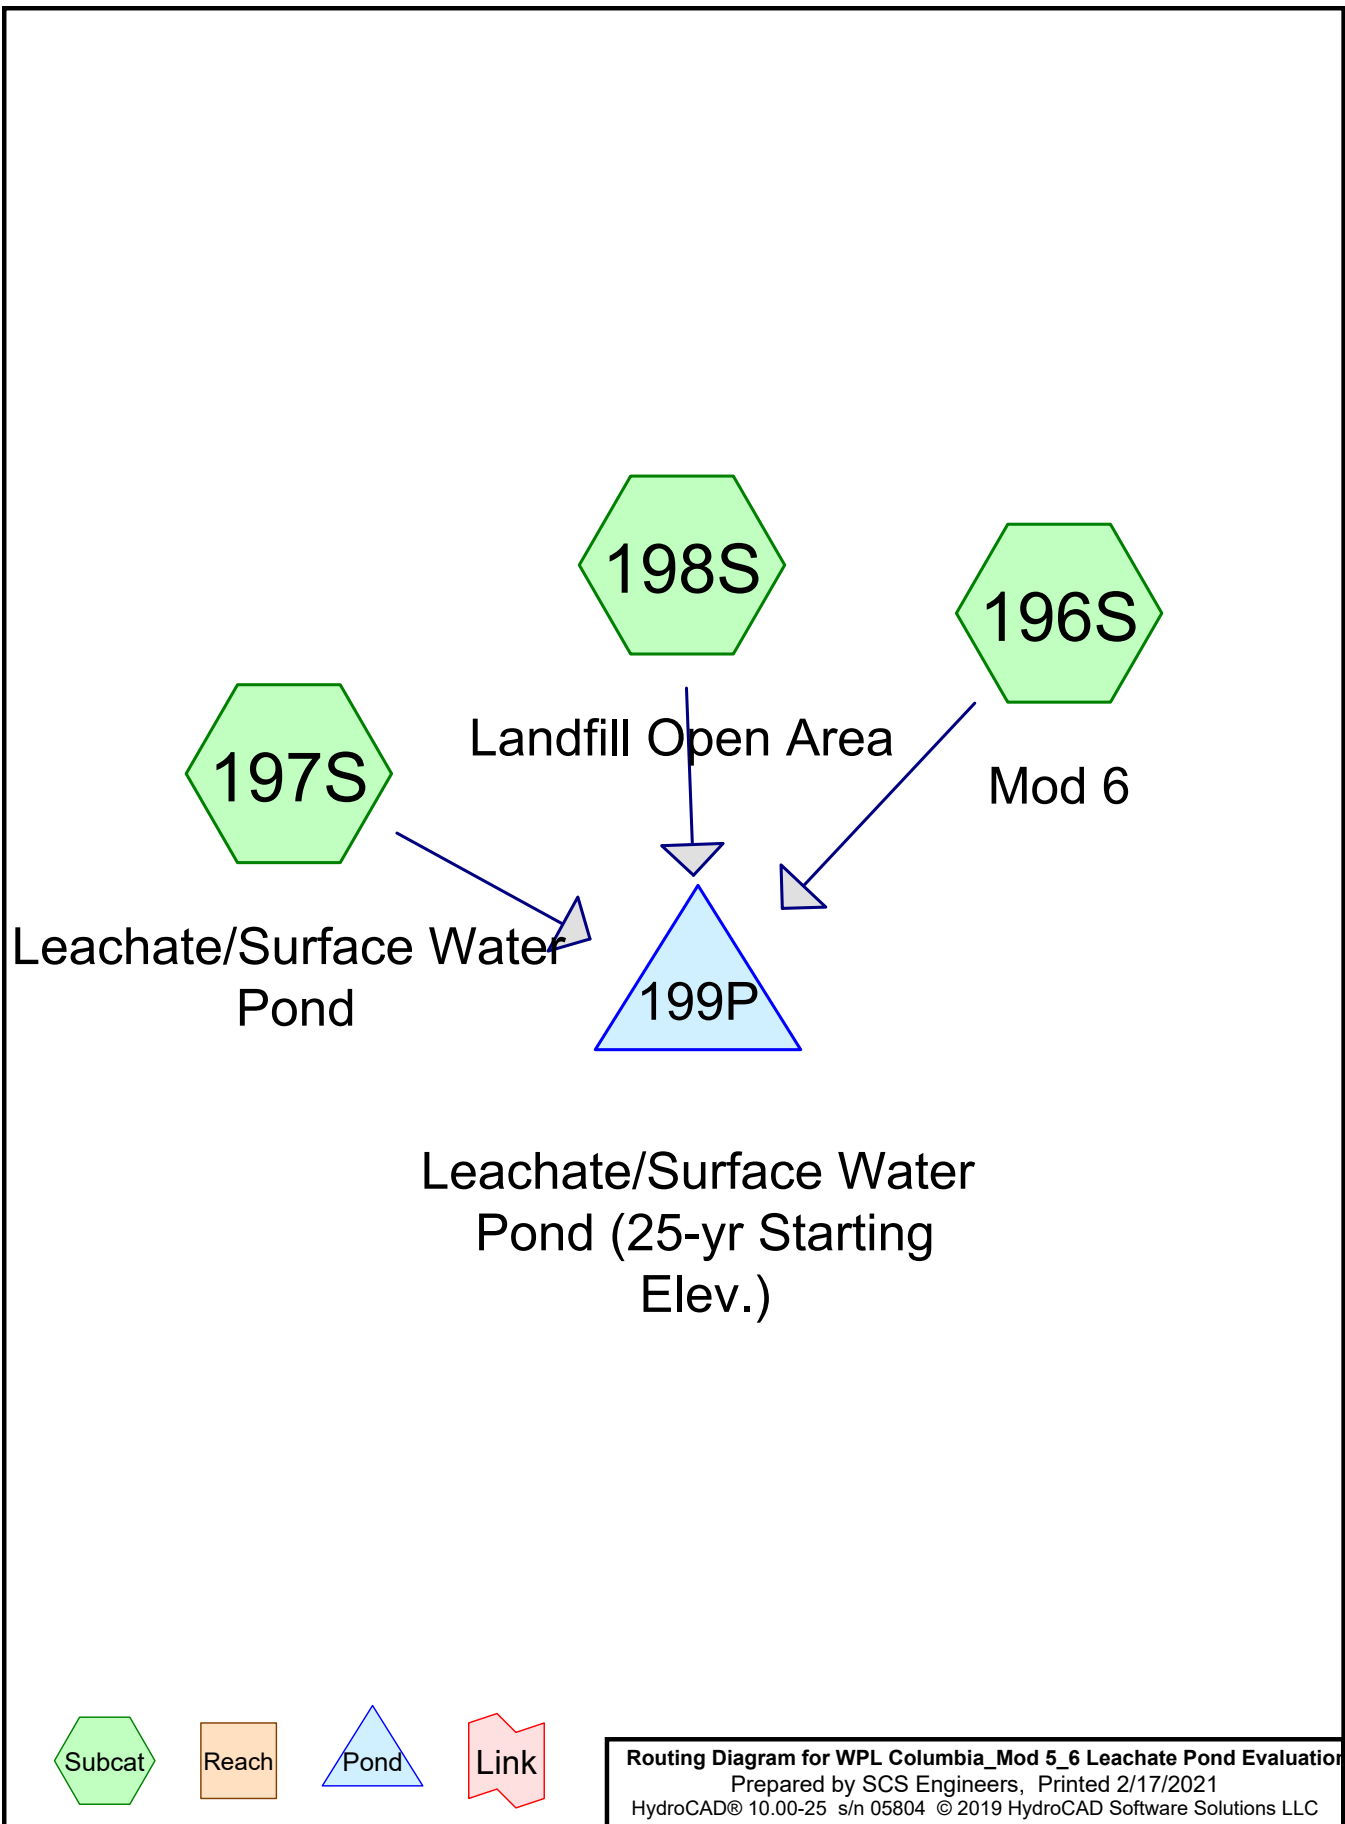 198S
196S
Landfill Open Area
197S
Mod 6
Leachate/Surface Water
Pond
199P
Leachate/Surface Water
Pond (25-yr Starting
Elev.)
Subcat
Reach
Pond
Link
Routing Diagram for WPL Columbia_Mod 5_6 Leachate Pond Evaluation
Prepared by SCS Engineers, Printed 2/17/2021
HydroCAD® 10.00-25 s/n 05804 © 2019 HydroCAD Software Solutions LLC